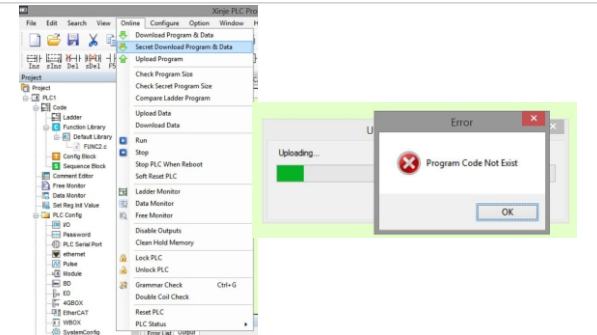 Xinje PLC Pro
File Edit Search View Online Configure Option Window H
Ins sIns Del sDel F5
Project
Project
PLC1
Code
Ladder
Function Library
Default Library
FUNC2.c
Config Block
Sequence Block
Comment Editor
Free Monitor
Data Monitor
Set Reg Init Value
PLC Config
I/O
Password
PLC Serial Port
ethernet
Pulse
Module
BD
ED
4GBOX
EtherCAT
WBOX
SystemConfig
Download Program & Data
Secret Download Program & Data
Upload Program
Check Program Size
Check Secret Program Size
Compare Ladder Program
Upload Data
Download Data
Run
Stop
Stop PLC When Reboot
Soft Reset PLC
Ladder Monitor
Data Monitor
Free Monitor
Disable Outputs
Clean Hold Memory
Lock PLC
Unlock PLC
Grammar Check Ctrl+G
Double Coil Check
Reset PLC
PLC Status
Error List Output
U
Uploading...
Error
Program Code Not Exist
OK